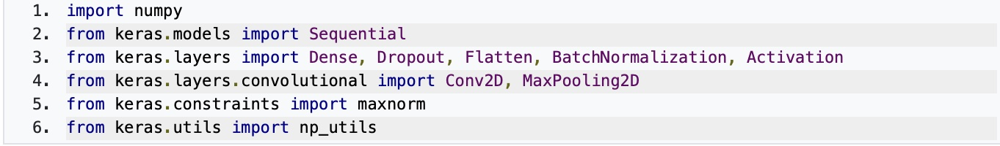 1. import numpy
2. from keras.models import Sequential
3. from keras.layers import Dense, Dropout, Flatten, BatchNormalization, Activation
4. from keras.layers.convolutional import Conv2D, MaxPooling2D
5. from keras.constraints import maxnorm
6. from keras.utils import np_utils